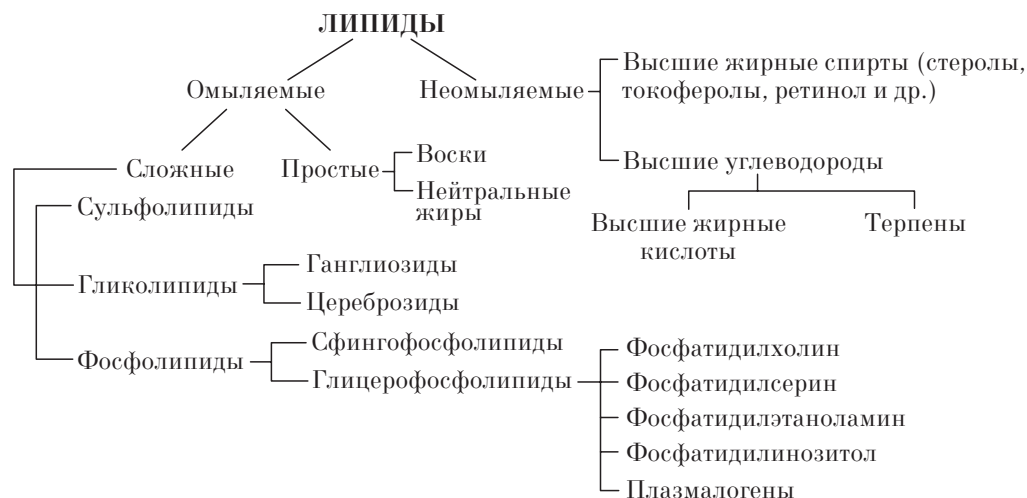 ЛИПИДЫ
Омыляемые
Неомыляемые
Высшие жирные спирты (стеролы,
токоферолы, ретинол и др.)
Сложные
Простые
Воски
Нейтральные
жиры
Высшие углеводороды
Высшие жирные
кислоты
Терпены
Сульфолипиды
Гликолипиды
Ганглиозиды
Цереброзиды
Фосфолипиды
Сфингофосфолипиды
Глицерофосфолипиды
Фосфатидилхолин
Фосфатидилсерин
Фосфатидилэтаноламин
Фосфатидилинозитол
Плазмалогены